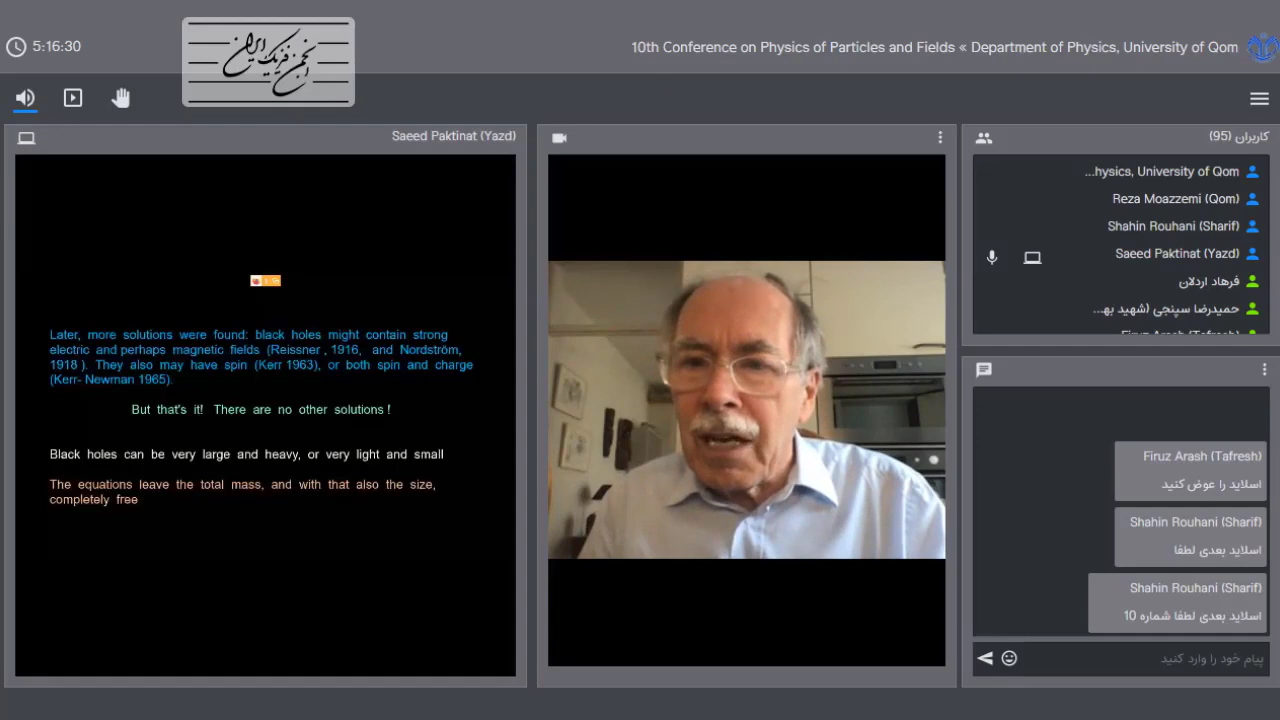 5:16:30
انجمن فیزیک ایران
10th Conference on Physics of Particles and Fields « Department of Physics, University of Qom
Saeed Paktinat (Yazd)
Later, more solutions were found: black holes might contain strong
electric and perhaps magnetic fields (Reissner , 1916, and Nordström,
1918 ). They also may have spin (Kerr 1963), or both spin and charge
(Kerr- Newman 1965).
But that's it! There are no other solutions !
Black holes can be very large and heavy, or very light and small
The equations leave the total mass, and with that also the size,
completely free
کاربران (95)
...hysics, University of Qom
Reza Moazzemi (Qom)
Shahin Rouhani (Sharif)
Saeed Paktinat (Yazd)
فرهاد اردلان
حمیدرضا سپنجی (شهید به...
Firuz Arash (Tafresh)
Firuz Arash (Tafresh)
اسلاید را عوض کنید
Shahin Rouhani (Sharif)
اسلاید بعدی لطفا
Shahin Rouhani (Sharif)
اسلاید بعدی لطفا شماره 10
پیام خود را وارد کنید